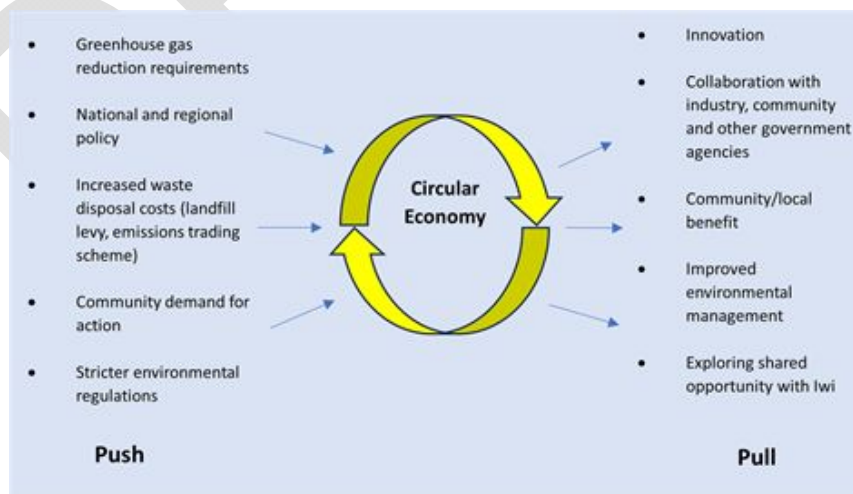 • Greenhouse gas
reduction requirements
• National and regional
policy
• Increased waste
disposal costs (landfill
levy, emissions trading
scheme)
• Community demand for
action
• Stricter environmental
regulations
Push
Circular
Economy
• Innovation
• Collaboration with
industry, community
and other government
agencies
• Community/local
benefit
• Improved
environmental
management
• Exploring shared
opportunity with Iwi
Pull